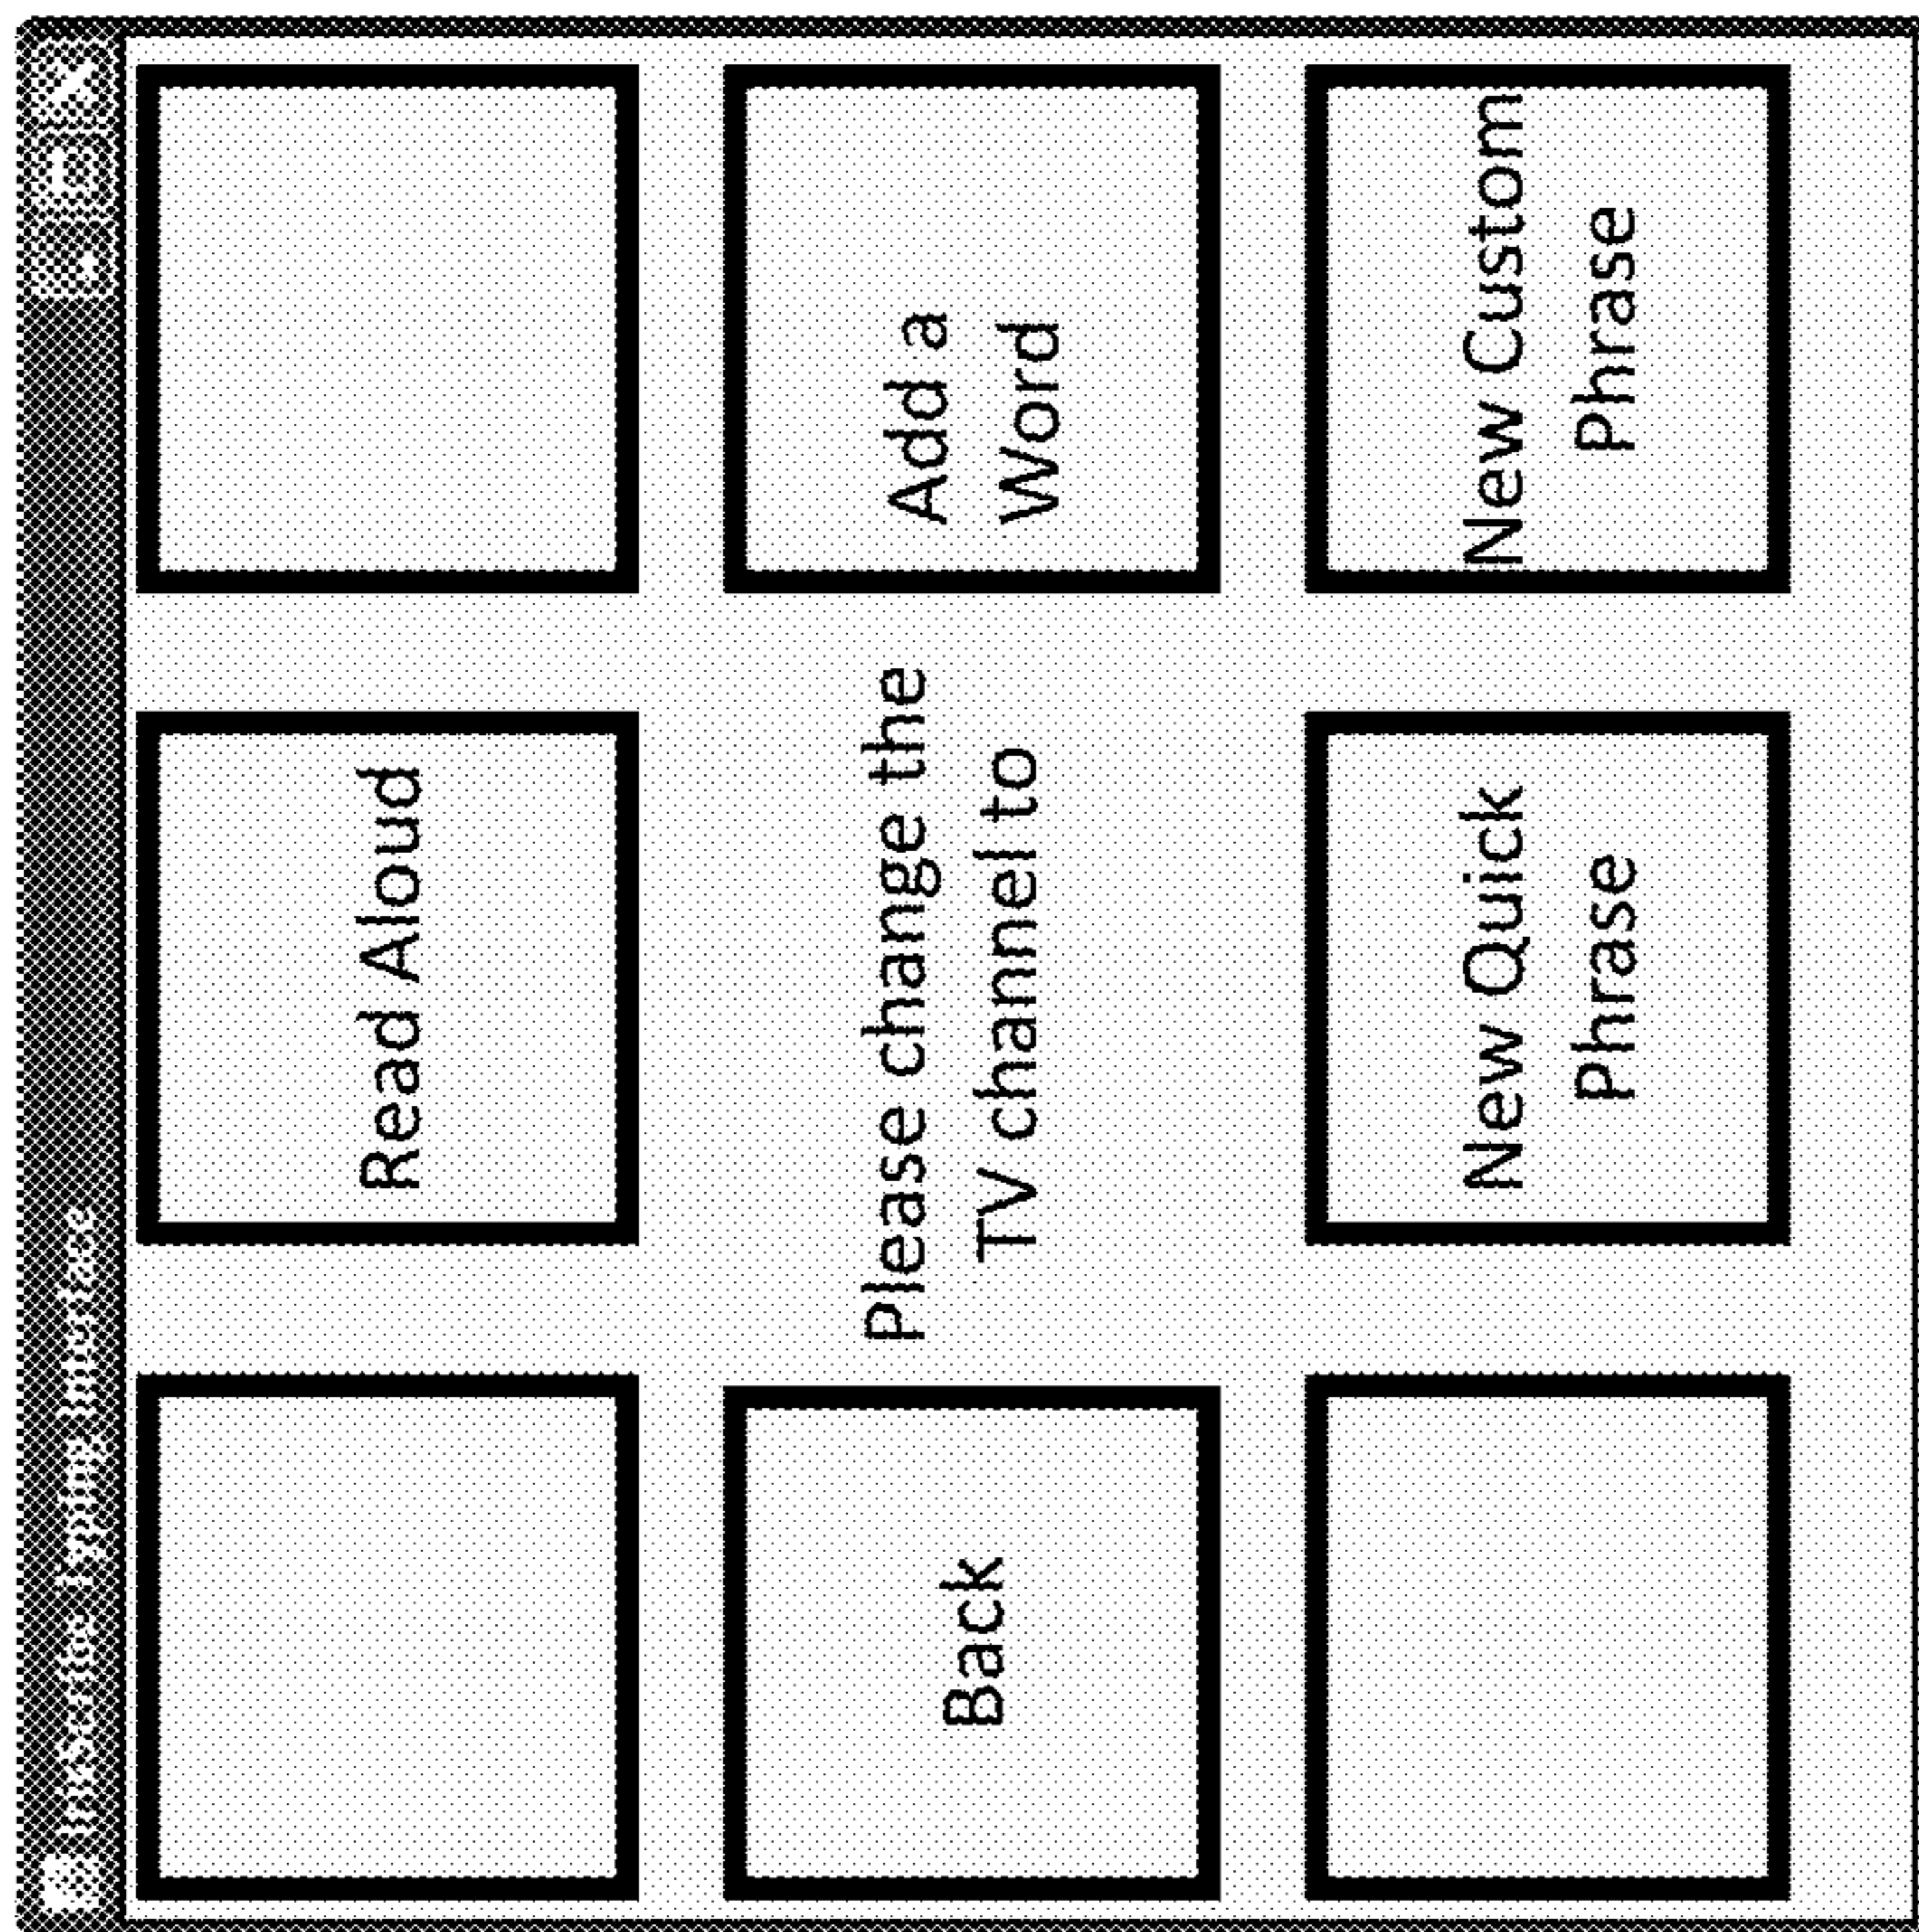 Read Aloud
Back
Please change the
TV channel to
Add a
Word
New Quick
Phrase
New Custom
Phrase